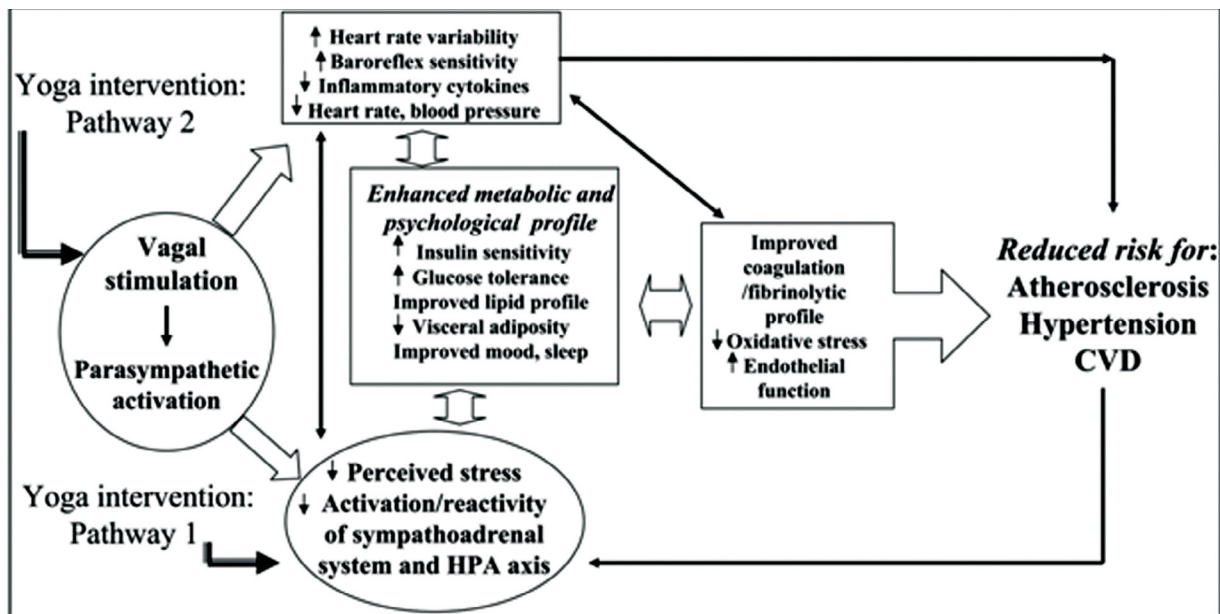 ↑ Heart rate variability
↑ Baroreflex sensitivity
↓ Inflammatory cytokines
↓ Heart rate, blood pressure
Yoga intervention:
Pathway 2
Vagal
stimulation
Parasympathetic
activation
Enhanced metabolic and
psychological profile
↑ Insulin sensitivity
↑ Glucose tolerance
Improved lipid profile
↓ Visceral adiposity
Improved mood, sleep
Improved
coagulation
/fibrinolytic
profile
↓ Oxidative stress
↑ Endothelial
function
Reduced risk for:
Atherosclerosis
Hypertension
CVD
Yoga intervention:
Pathway 1
↓ Perceived stress
↓ Activation/reactivity
of sympathoadrenal
system and HPA axis